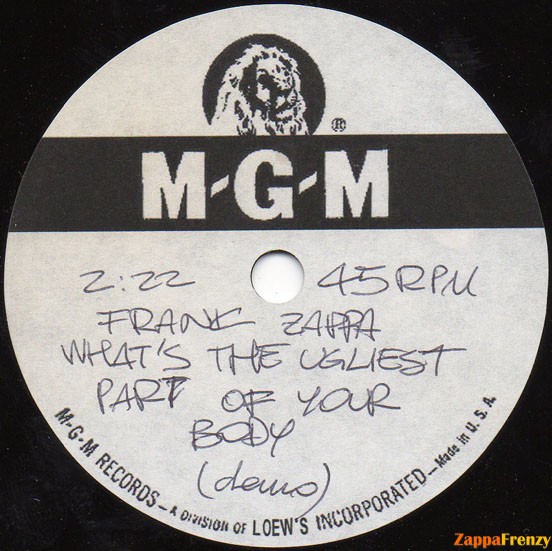 ®
M-G-M
2:22 45RPM
FRANK ZAPPA
WHAT'S THE UGLIEST
PART OF YOUR
BODY
(demo)
M-G-M RECORDS - A DIVISION OF LOEW'S INCORPORATED - Made in U.S.A.
ZappaFrenzy